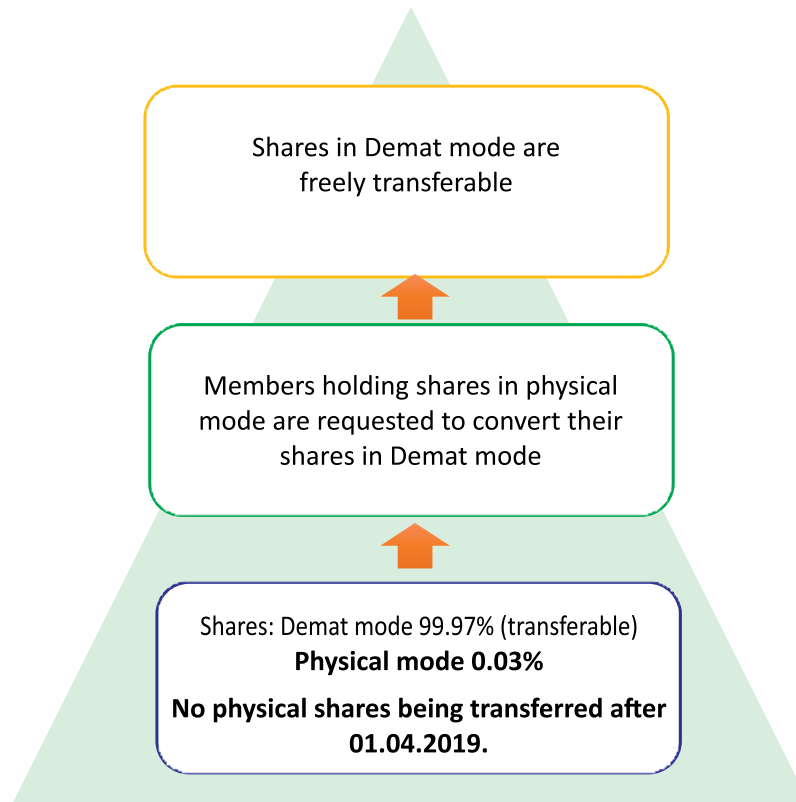 Shares in Demat mode are
freely transferable
Members holding shares in physical
mode are requested to convert their
shares in Demat mode
Shares: Demat mode 99.97% (transferable)
Physical mode 0.03%
No physical shares being transferred after
01.04.2019.